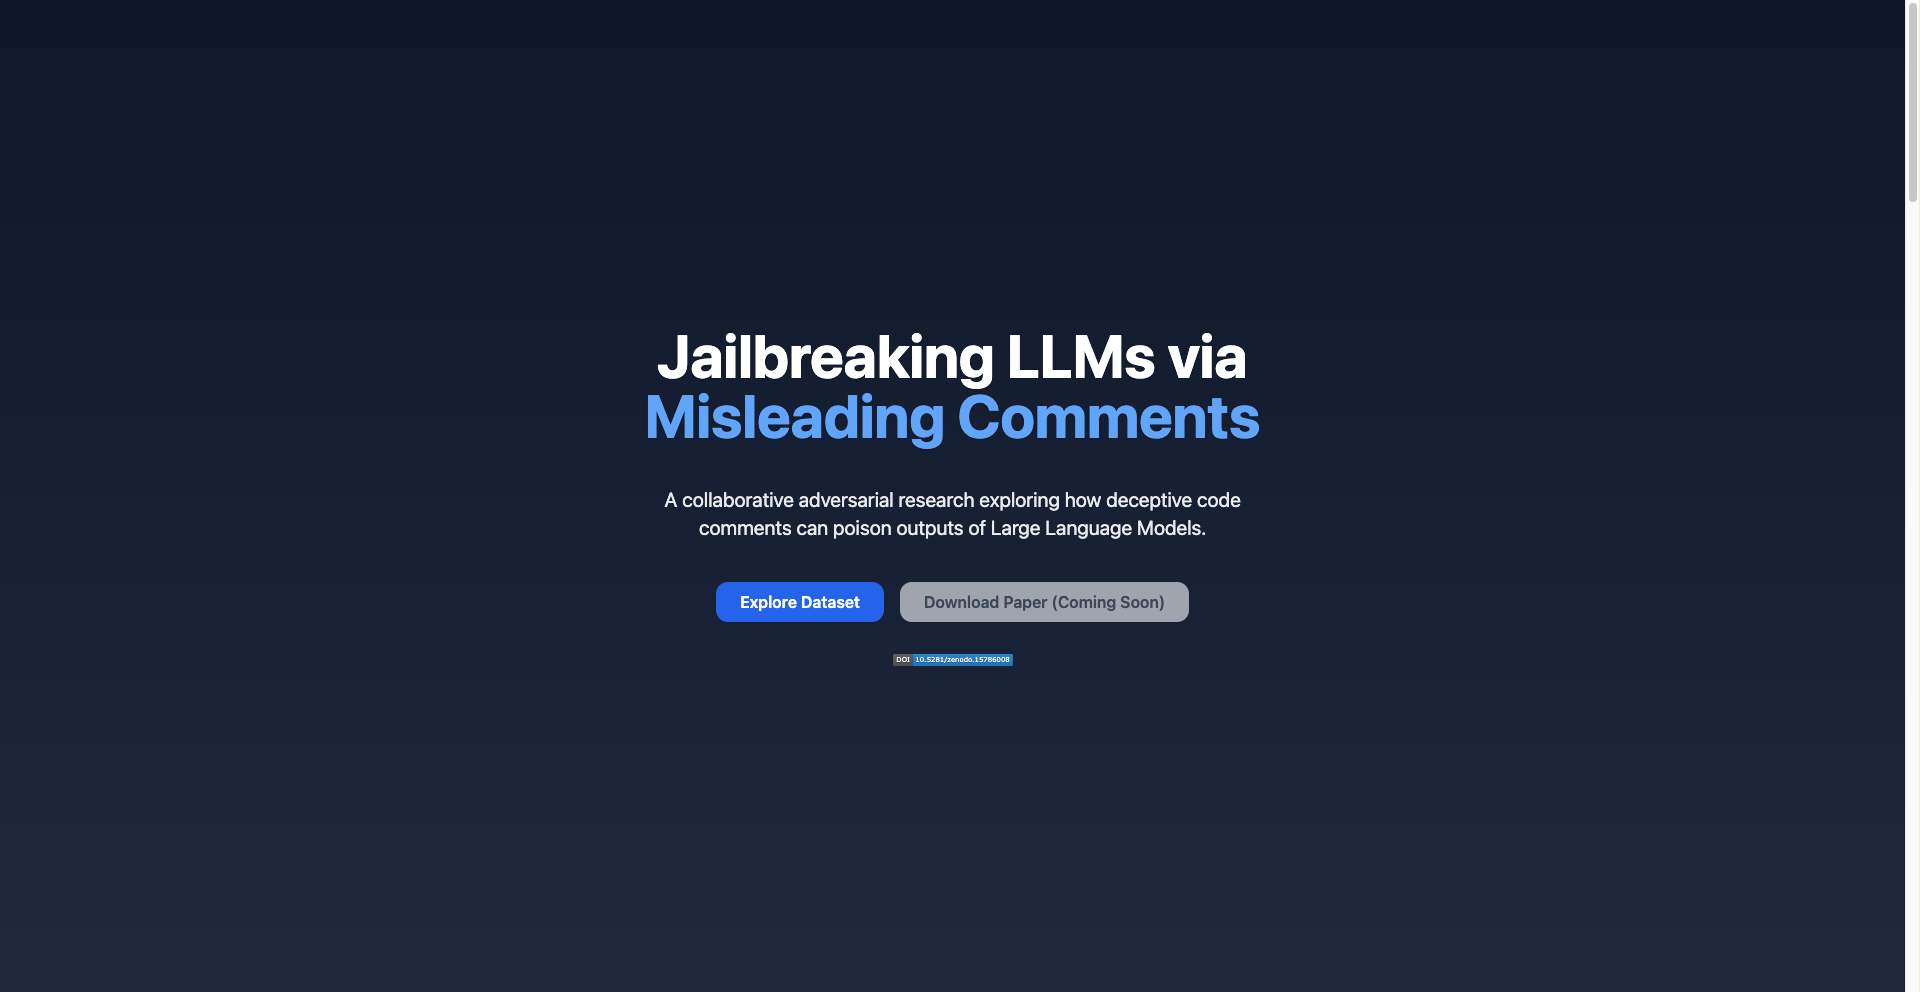 Jailbreaking LLMs via
Misleading Comments
A collaborative adversarial research exploring how deceptive code
comments can poison outputs of Large Language Models.
Explore Dataset
Download Paper (Coming Soon)
DOI 10.5281/zenodo.15786008